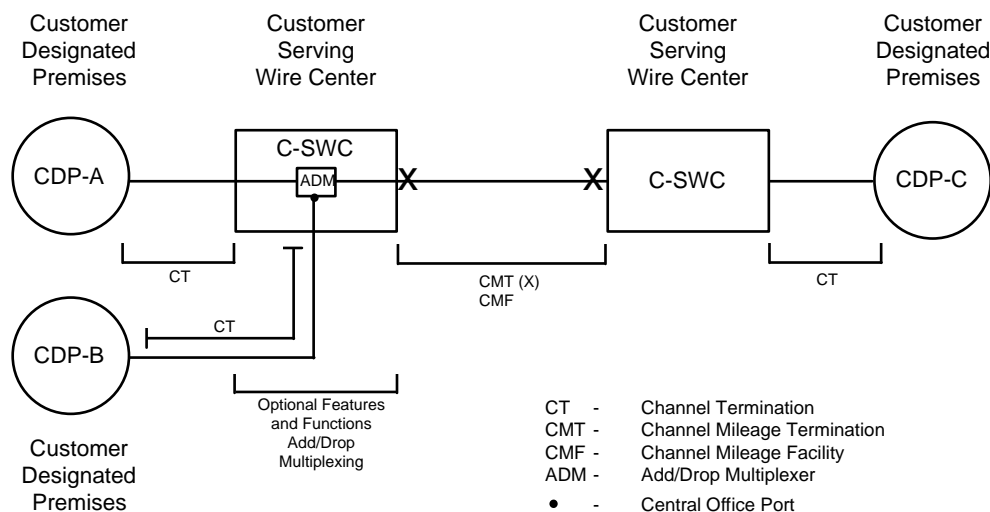 Customer
Designated
Premises
Customer
Serving
Wire Center
Customer
Serving
Wire Center
Customer
Designated
Premises
CDP-A
C-SWC
ADM
X
X
C-SWC
CDP-C
CT
CMT (X)
CMF
CT
CT
CDP-B
Optional Features
and Functions
Add/Drop
Multiplexing
Customer
Designated
Premises
CT - Channel Termination
CMT - Channel Mileage Termination
CMF - Channel Mileage Facility
ADM - Add/Drop Multiplexer
• - Central Office Port